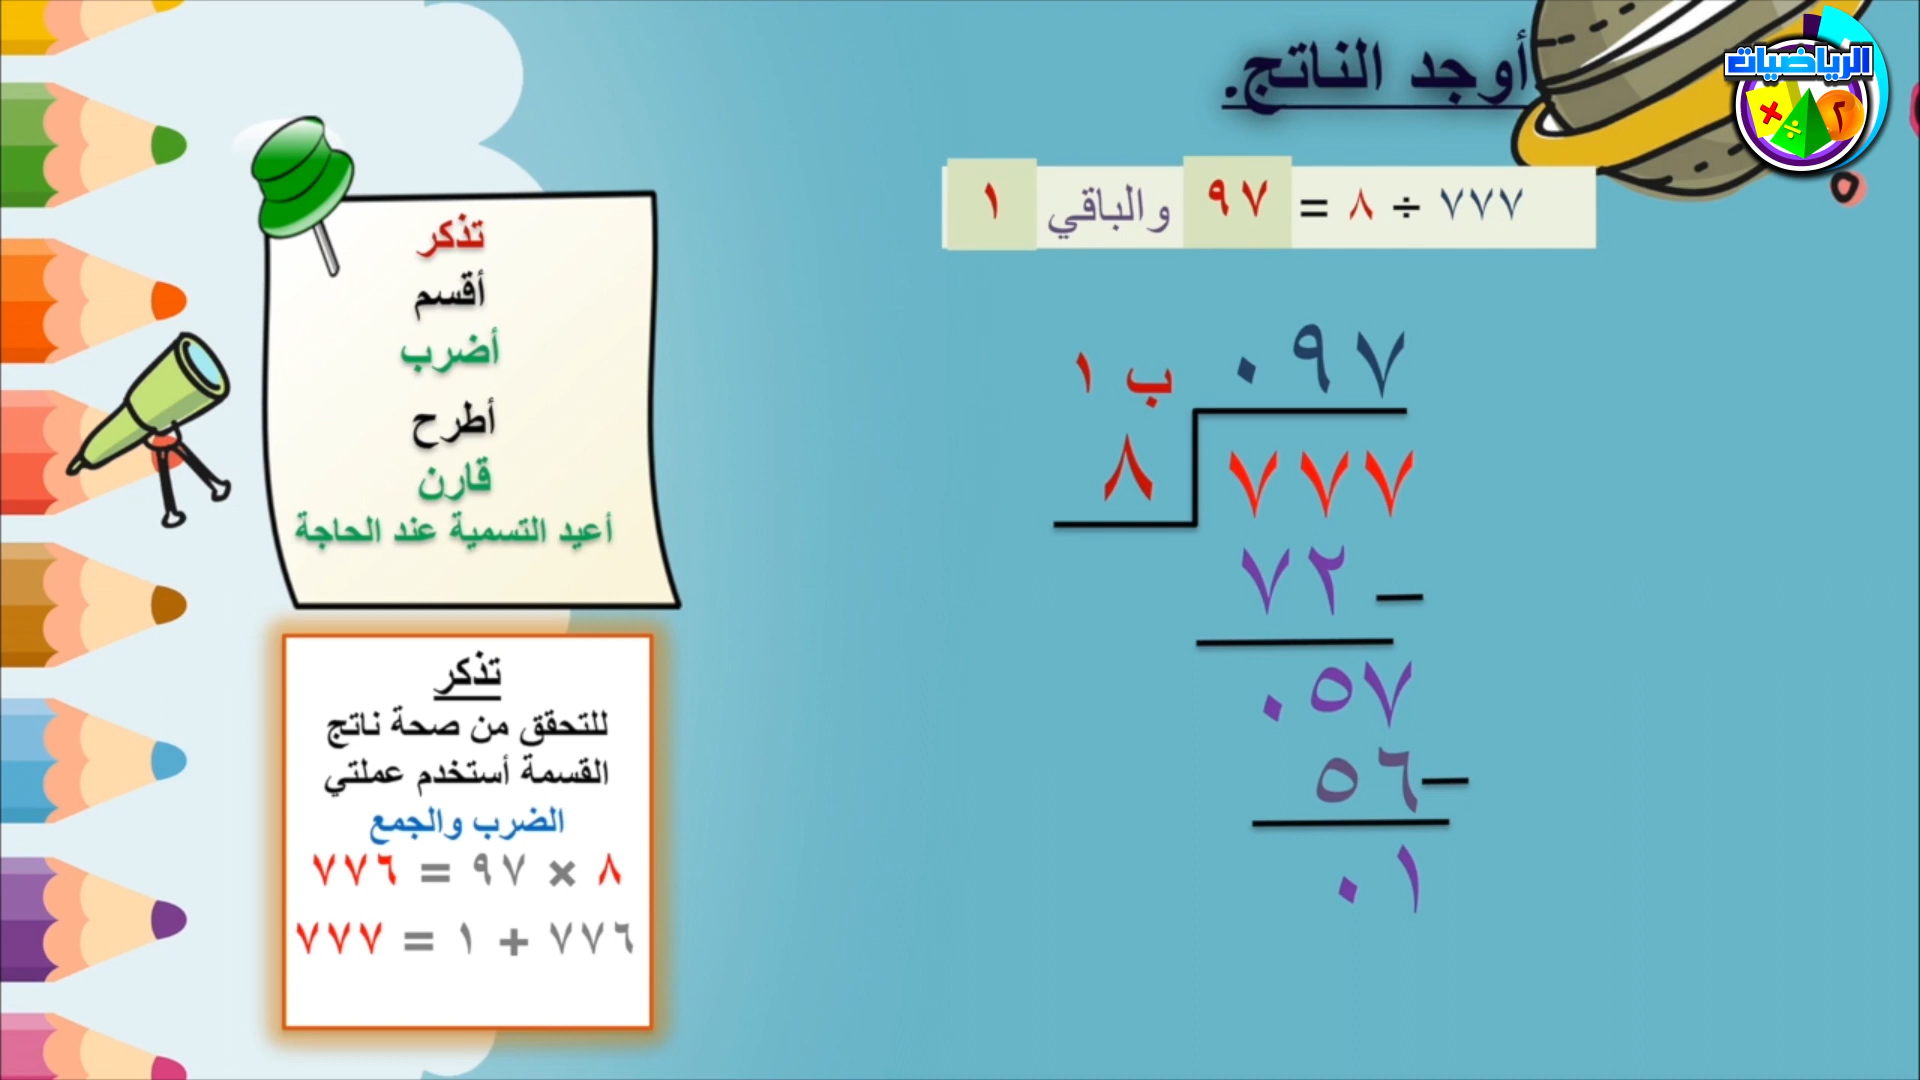 الرياضيات
× ÷ ٢
أوجد الناتج.
٧٧٧ ÷ ٨ = ٩٧ والباقي ١
٠٩٧ ب ١
٨ ٧٧٧
٧٢ −
٠٥٧
٥٦ −
٠١
تذكر
أقسم
أضرب
أطرح
قارن
أعيد التسمية عند الحاجة
تذكر
للتحقق من صحة ناتج
القسمة أستخدم عملتي
الضرب والجمع
٨ × ٩٧ = ٧٧٦
٧٧٦ + ١ = ٧٧٧